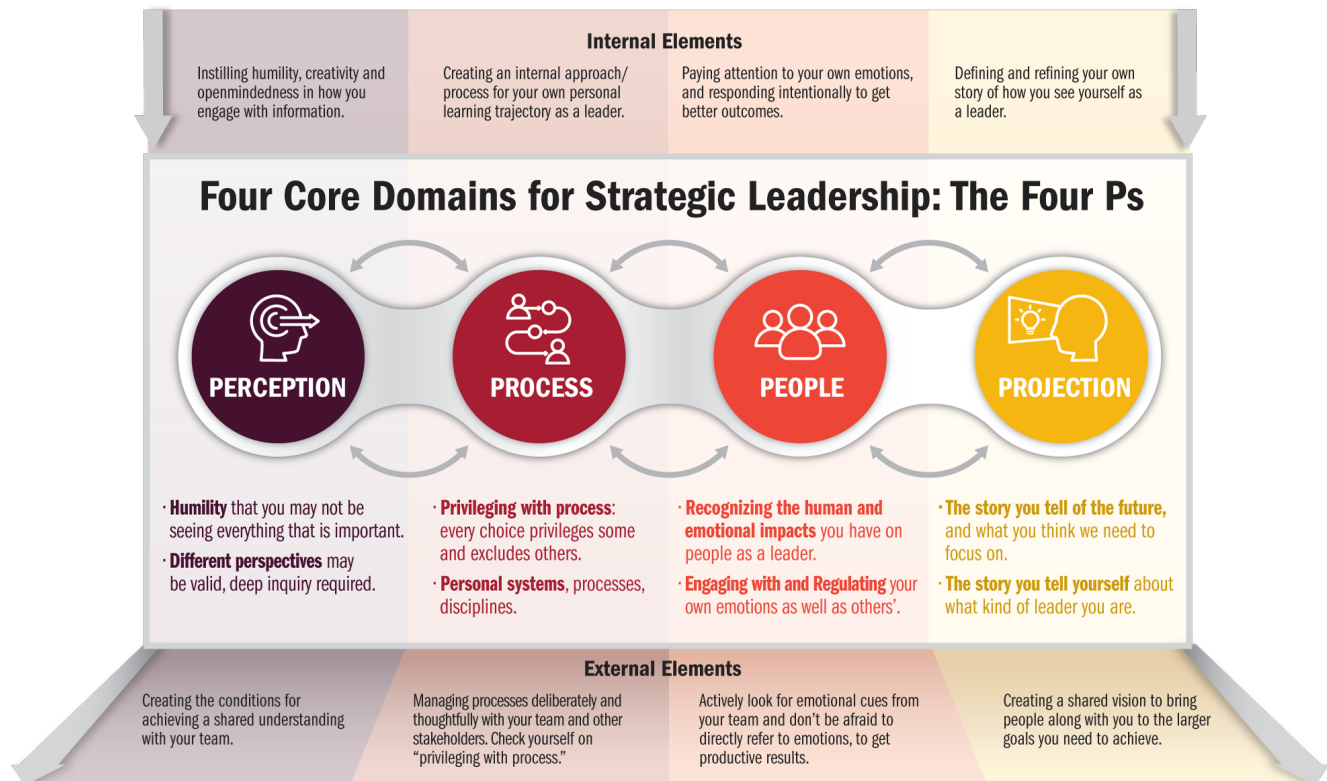 Internal Elements
Instilling humility, creativity and
openmindedness in how you
engage with information.
Creating an internal approach/
process for your own personal
learning trajectory as a leader.
Paying attention to your own emotions,
and responding intentionally to get
better outcomes.
Defining and refining your own
story of how you see yourself as
a leader.
Four Core Domains for Strategic Leadership: The Four Ps
PERCEPTION
PROCESS
PEOPLE
PROJECTION
· Humility that you may not be
seeing everything that is important.
· Different perspectives may
be valid, deep inquiry required.
· Privileging with process:
every choice privileges some
and excludes others.
· Personal systems, processes,
disciplines.
· Recognizing the human and
emotional impacts you have on
people as a leader.
· Engaging with and Regulating your
own emotions as well as others’.
· The story you tell of the future,
and what you think we need to
focus on.
· The story you tell yourself about
what kind of leader you are.
External Elements
Creating the conditions for
achieving a shared understanding
with your team.
Managing processes deliberately and
thoughtfully with your team and other
stakeholders. Check yourself on
“privileging with process.”
Actively look for emotional cues from
your team and don’t be afraid to
directly refer to emotions, to get
productive results.
Creating a shared vision to bring
people along with you to the larger
goals you need to achieve.